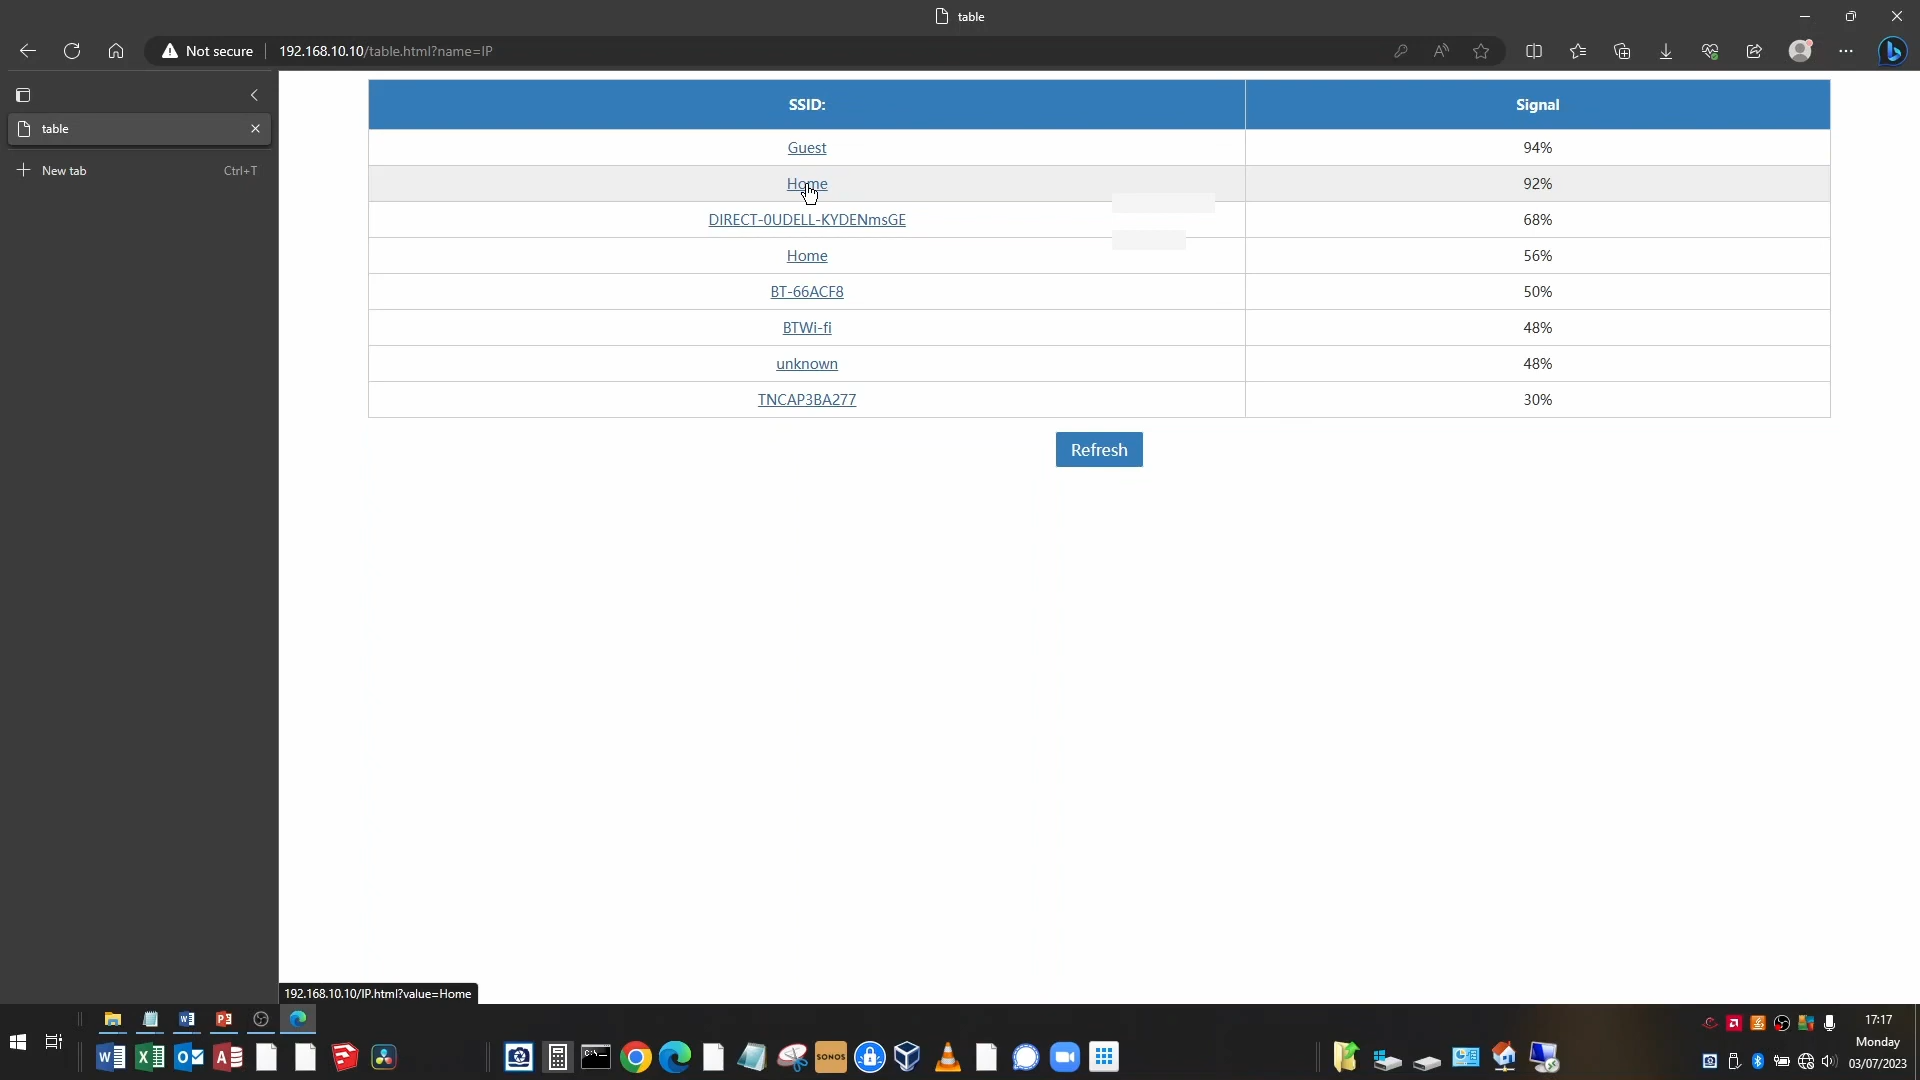 table
Not secure
192.168.10.10/table.html?name=IP
table
New tab
Ctrl+T
SSID:
Signal
Guest
94%
Home
92%
DIRECT-0UDELL-KYDENmsGE
68%
Home
56%
BT-66ACF8
50%
BTWi-fi
48%
unknown
48%
TNCAP3BA277
30%
Refresh
192.168.10.10/IP.html?value=Home
SONOS
17:17
Monday
03/07/2023